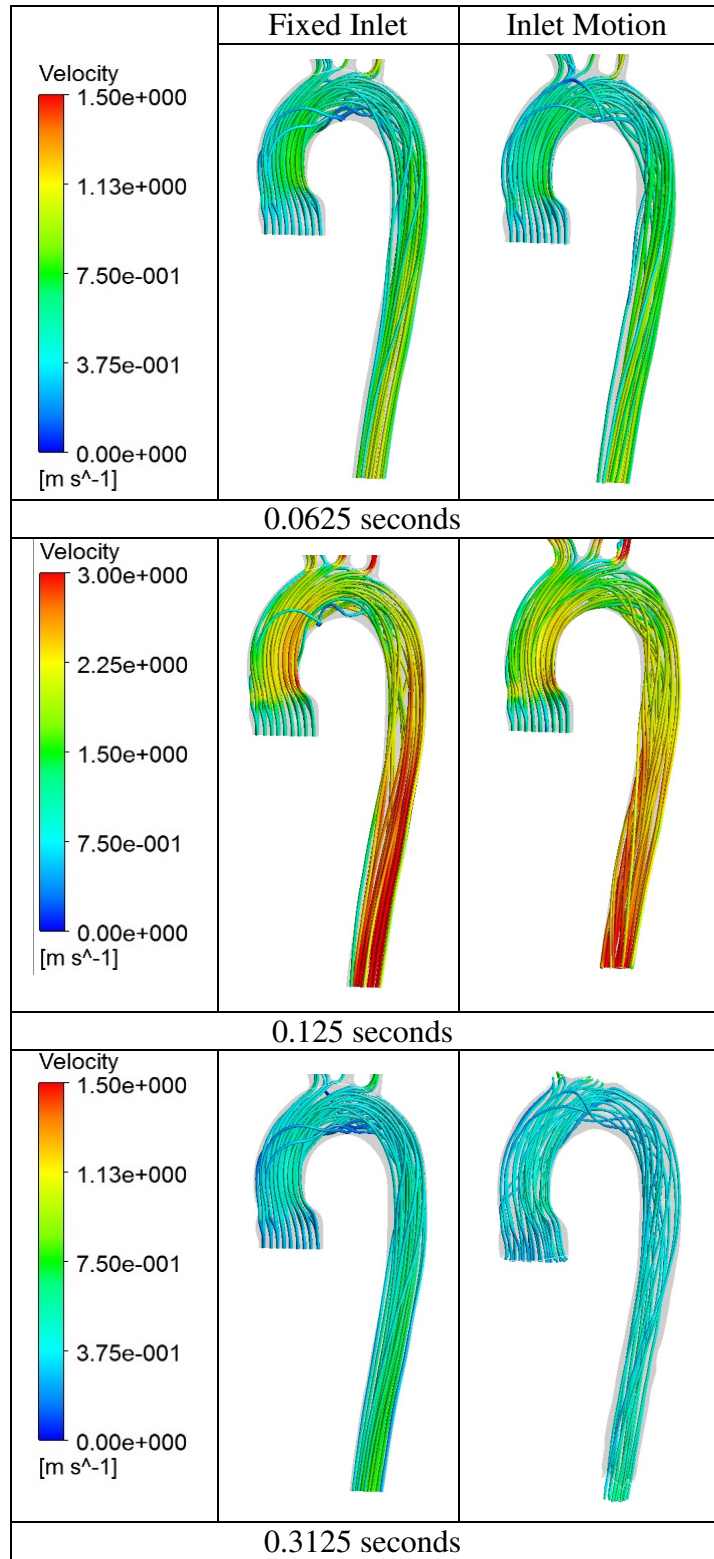 Fixed Inlet
Inlet Motion
Velocity
1.50e+000
1.13e+000
7.50e-001
3.75e-001
0.00e+000
[m s^-1]
0.0625 seconds
Velocity
3.00e+000
2.25e+000
1.50e+000
7.50e-001
0.00e+000
[m s^-1]
0.125 seconds
Velocity
1.50e+000
1.13e+000
7.50e-001
3.75e-001
0.00e+000
[m s^-1]
0.3125 seconds